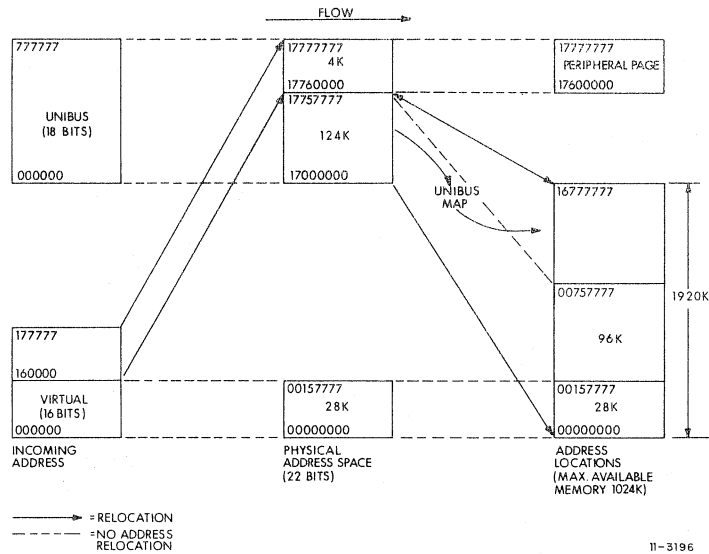 FLOW
777777
UNIBUS
(18 BITS)
000000
177777
160000
VIRTUAL
(16 BITS)
000000
INCOMING
ADDRESS
17777777
4K
17760000
17757777
124K
17000000
00157777
28K
00000000
PHYSICAL
ADDRESS SPACE
(22 BITS)
UNIBUS
MAP
17777777
PERIPHERAL PAGE
17600000
16777777
00757777
96K
00157777
28K
00000000
1920K
ADDRESS
LOCATIONS
(MAX. AVAILABLE
MEMORY 1024K)
=RELOCATION
=NO ADDRESS
RELOCATION
11-3196